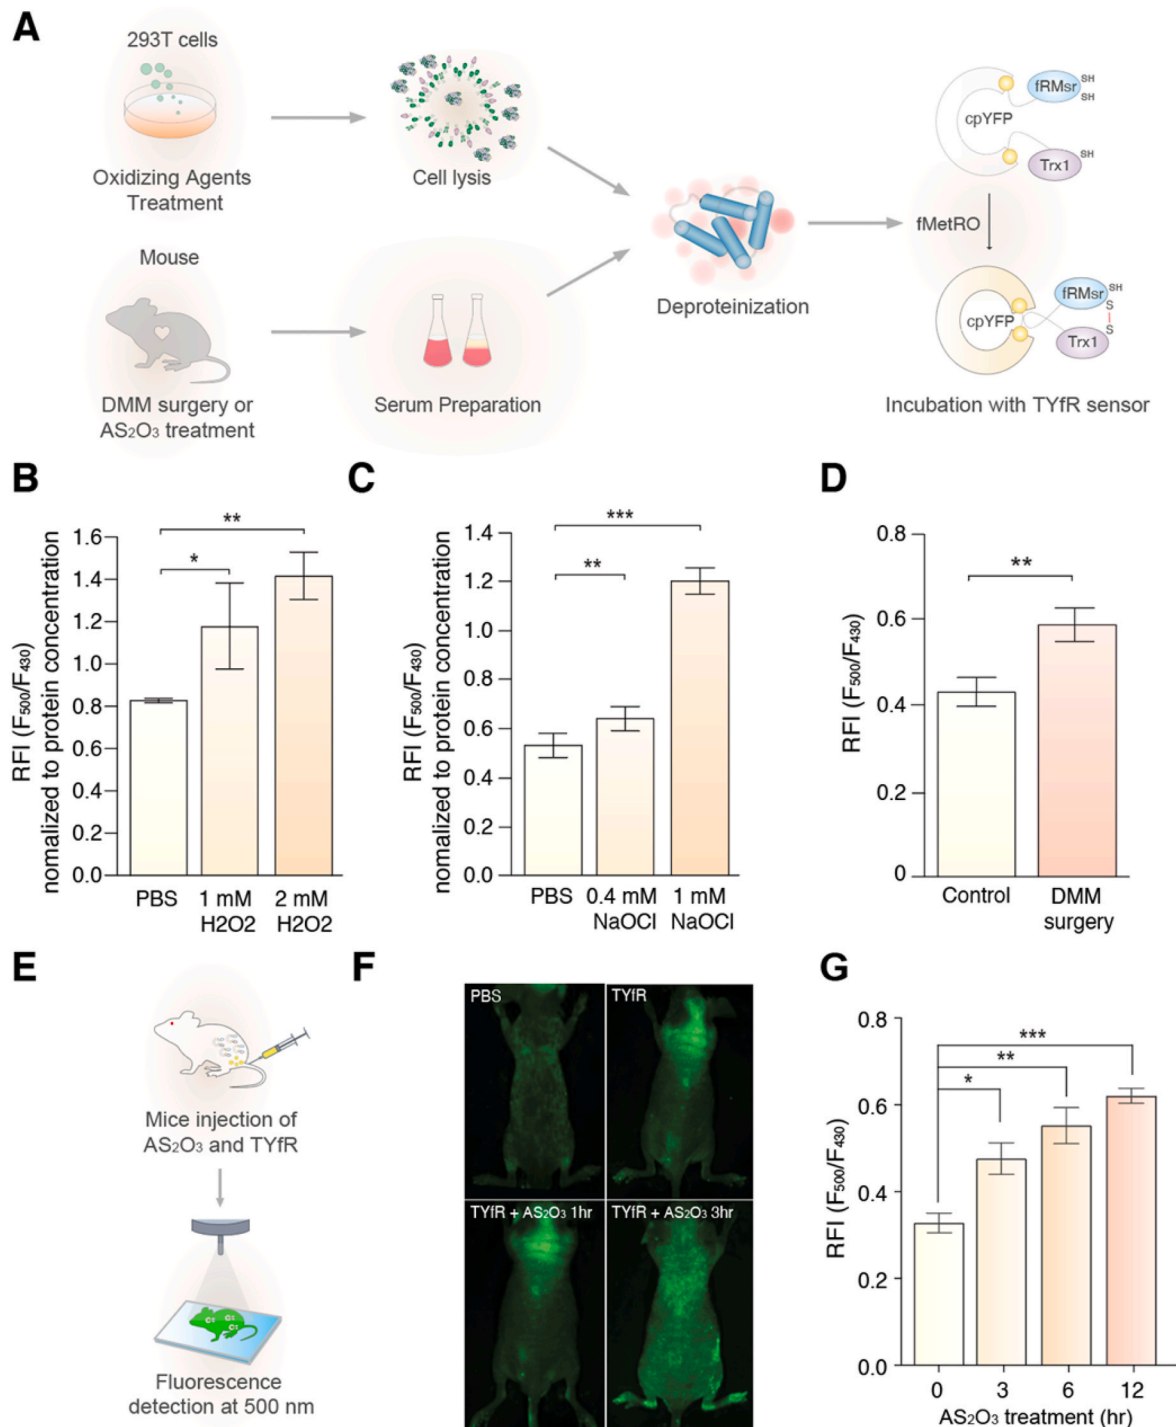 A
293T cells
Oxidizing Agents
Treatment
Cell lysis
Mouse
DMM surgery or
AS₂O₃ treatment
Serum Preparation
Deproteinization
cpYFP
fRMsr
SH
SH
Trx1
SH
fMetRO
cpYFP
fRMsr
SH
S
S
Trx1
Incubation with TYfR sensor
B
RFI (F₅₀₀/F₄₃₀)
nomalized to protein concentration
1.6
1.4
1.2
1.0
0.8
0.6
0.4
0.2
0.0
*
**
PBS
1 mM
H2O2
2 mM
H2O2
C
RFI (F₅₀₀/F₄₃₀)
nomalized to protein concentration
1.4
1.2
1.0
0.8
0.6
0.4
0.2
0.0
**
***
PBS
0.4 mM
NaOCl
1 mM
NaOCl
D
RFI (F₅₀₀/F₄₃₀)
0.8
0.6
0.4
0.2
0
**
Control
DMM
surgery
E
Mice injection of
AS₂O₃ and TYfR
Fluorescence
detection at 500 nm
F
PBS
TYfR
TYfR + AS₂O₃ 1hr
TYfR + AS₂O₃ 3hr
G
RFI (F₅₀₀/F₄₃₀)
0.8
0.6
0.4
0.2
0.0
*
**
***
0
3
6
12
AS₂O₃ treatment (hr)